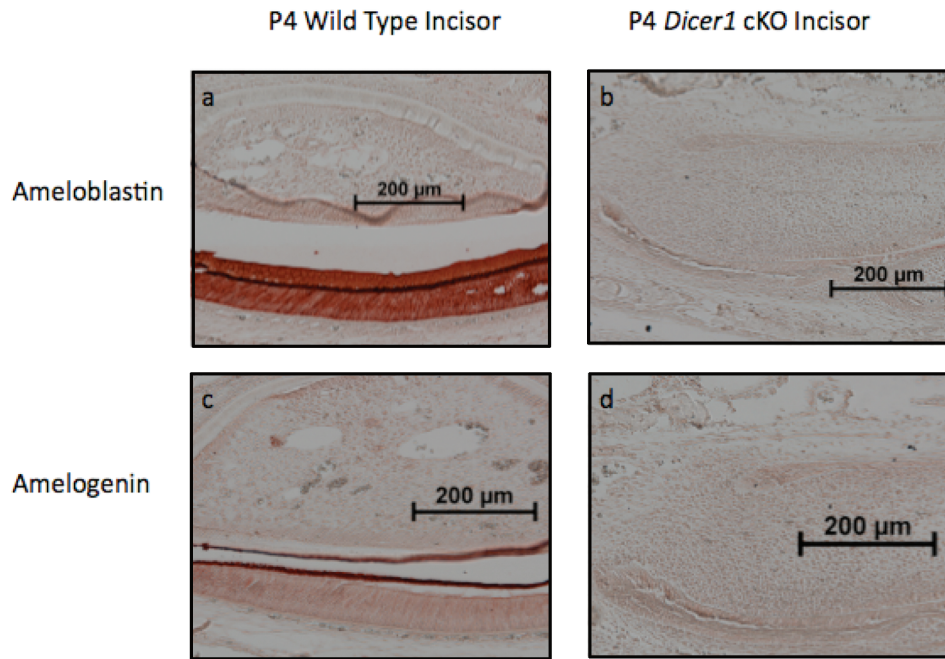 P4 Wild Type Incisor
P4 Dicer1 cKO Incisor
a
b
Ameloblastin
200 µm
200 µm
c
d
Amelogenin
200 µm
200 µm